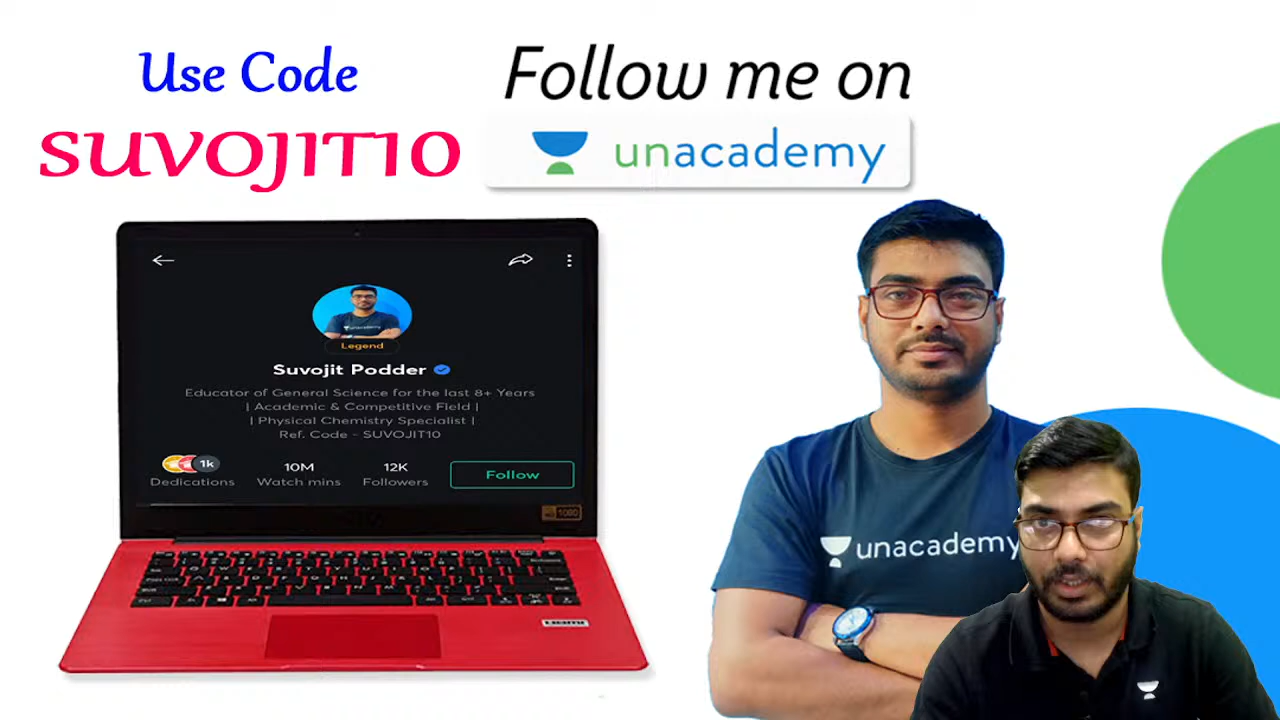 Use Code
SUVOJIT10
Follow me on
unacademy
Legend
Suvojit Podder
Educator of General Science for the last 8+ Years
| Academic & Competitive Field |
| Physical Chemistry Specialist |
Ref. Code - SUVOJIT10
1k
Dedications
10M
Watch mins
12K
Followers
Follow
unacademy
unacademy